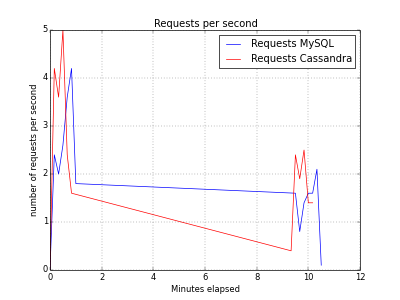 Requests per second
Requests MySQL
Requests Cassandra
number of requests per second
5
4
3
2
1
0
0 2 4 6 8 10 12
Minutes elapsed